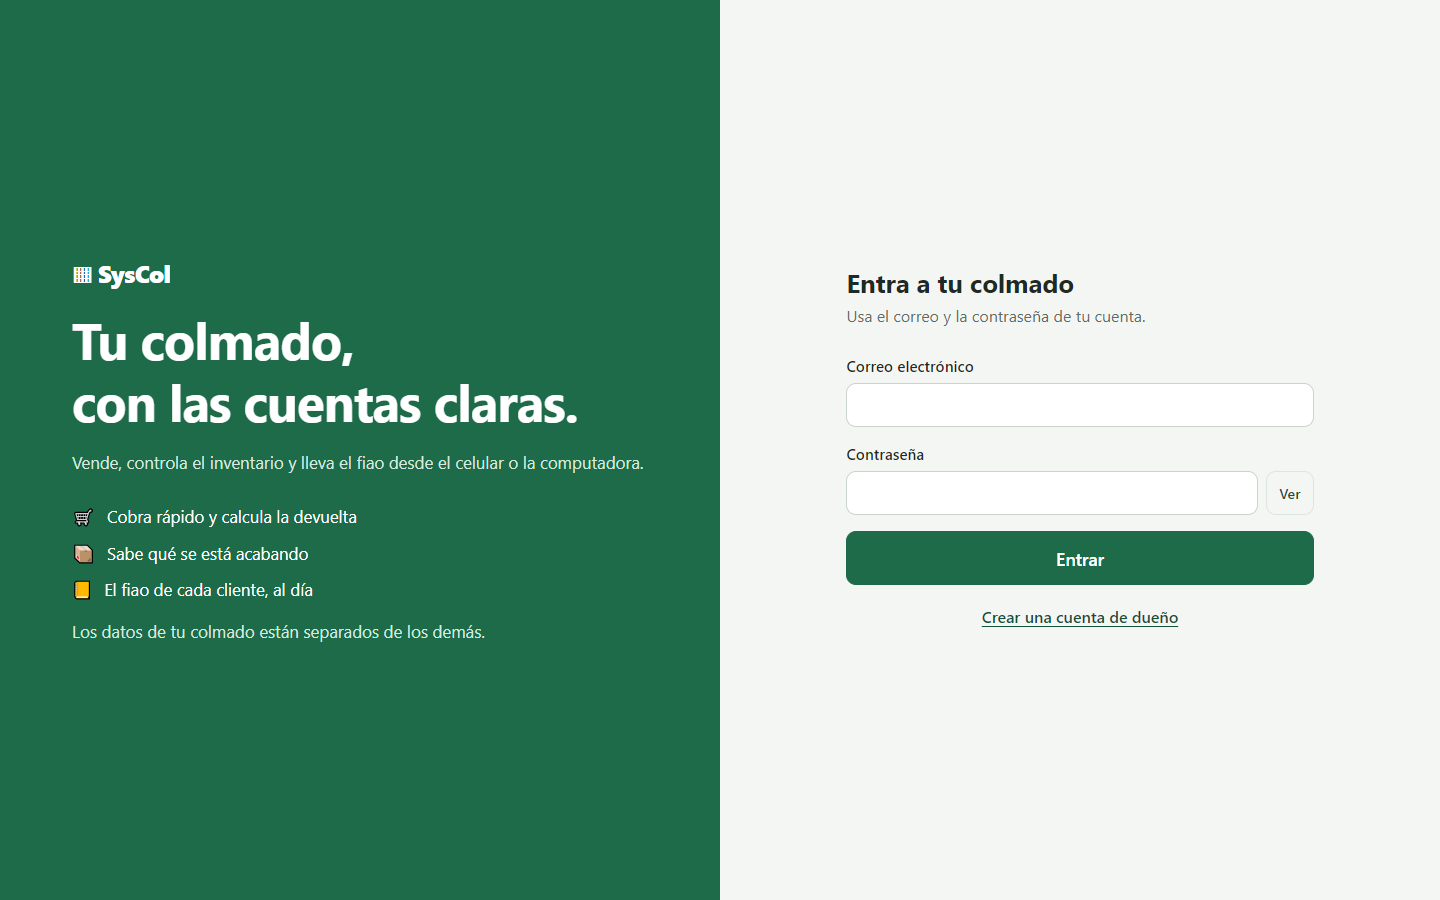 SysCol
Tu colmado,
con las cuentas claras.
Vende, controla el inventario y lleva el fiao desde el celular o la computadora.
Cobra rápido y calcula la devuelta
Sabe qué se está acabando
El fiao de cada cliente, al día
Los datos de tu colmado están separados de los demás.
Entra a tu colmado
Usa el correo y la contraseña de tu cuenta.
Correo electrónico
Contraseña
Ver
Entrar
Crear una cuenta de dueño